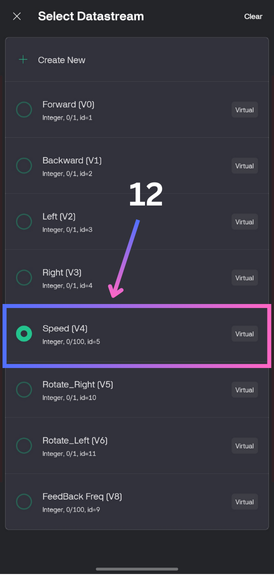 Select Datastream
Clear
Create New
Forward (V0)
Integer, 0/1, id=1
Virtual
Backward (V1)
Integer, 0/1, id=2
Virtual
12
Left (V2)
Integer, 0/1, id=3
Virtual
Right (V3)
Integer, 0/1, id=4
Virtual
Speed (V4)
Integer, 0/100, id=5
Virtual
Rotate_Right (V5)
Integer, 0/1, id=10
Virtual
Rotate_Left (V6)
Integer, 0/1, id=11
Virtual
FeedBack Freq (V8)
Integer, 0/100, id=9
Virtual